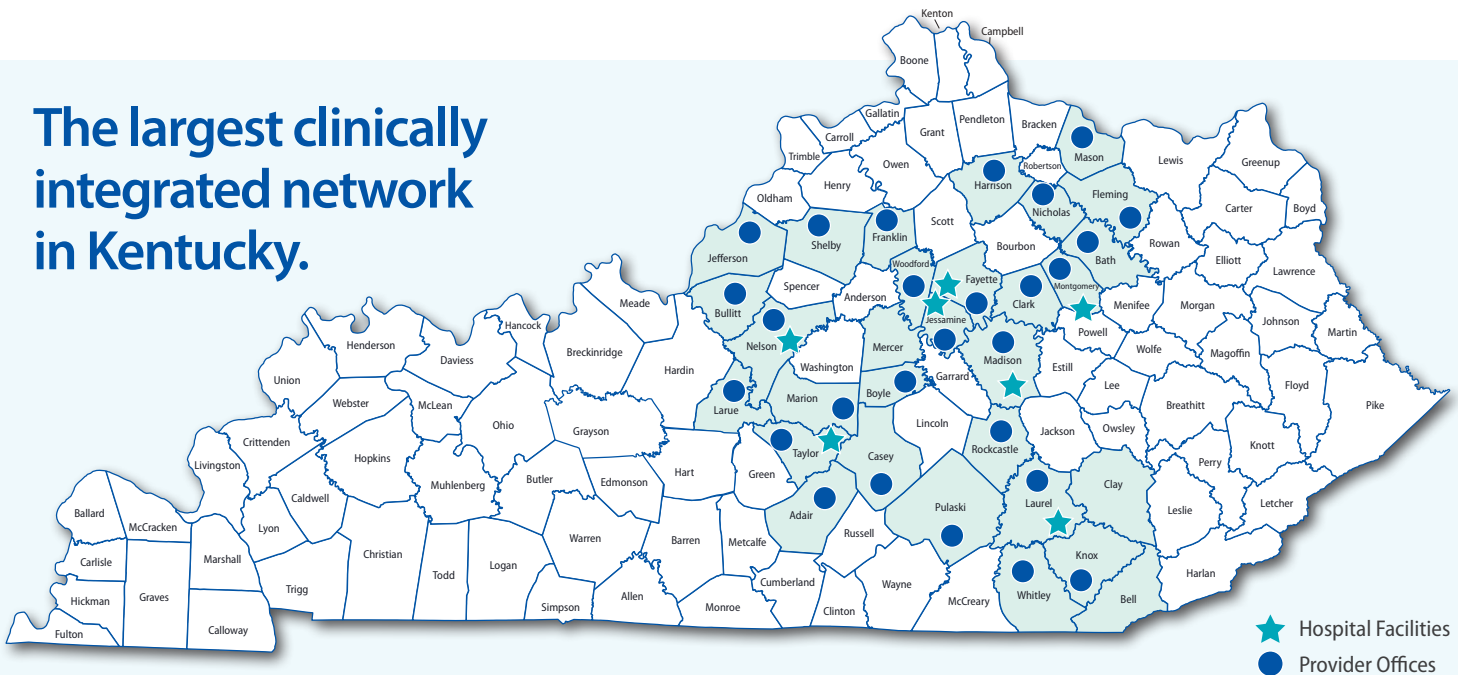 The largest clinically
integrated network
in Kentucky.
Kenton
Campbell
Boone
Gallatin
Carroll
Trimble
Grant
Pendleton
Bracken
Mason
Lewis
Greenup
Owen
Henry
Oldham
Robertson
Harrison
Nicholas
Fleming
Carter
Boyd
Scott
Bourbon
Rowan
Elliott
Lawrence
Jefferson
Shelby
Franklin
Woodford
Fayette
Bath
Montgomery
Clark
Spencer
Anderson
Bullitt
Meade
Hancock
Breckinridge
Henderson
Daviess
Union
Webster
McLean
Hardin
Nelson
Washington
Mercer
Jessamine
Madison
Powell
Menifee
Morgan
Johnson
Martin
Wolfe
Magoffin
Estill
Lee
Floyd
Pike
Garrard
Boyle
Marion
Larue
Ohio
Grayson
Crittenden
Livingston
Hopkins
Muhlenberg
Butler
Edmonson
Hart
Green
Taylor
Casey
Lincoln
Rockcastle
Jackson
Owsley
Breathitt
Knott
Perry
Letcher
Leslie
Clay
Laurel
Pulaski
Adair
Russell
Ballard
McCracken
Caldwell
Lyon
Carlisle
Marshall
Christian
Todd
Logan
Warren
Barren
Metcalfe
Cumberland
Wayne
McCreary
Knox
Whitley
Bell
Harlan
Hickman
Graves
Trigg
Simpson
Allen
Monroe
Clinton
Fulton
Calloway
Hospital Facilities
Provider Offices